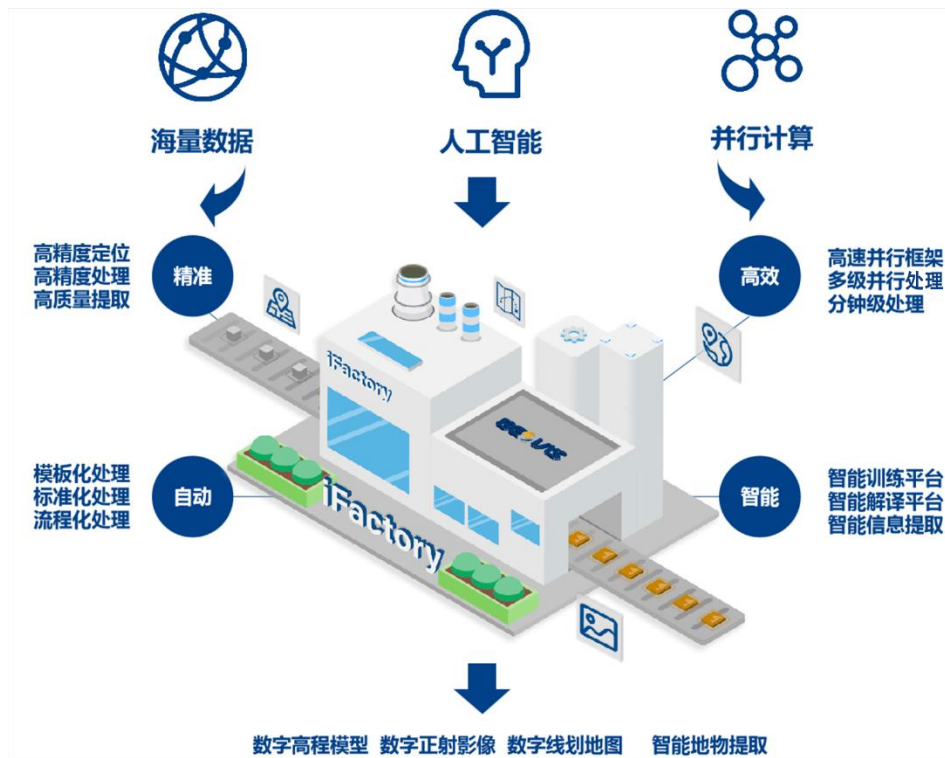 海量数据
人工智能
并行计算
高精度定位
高精度处理
高质量提取
精准
高效
高速并行框架
多级并行处理
分钟级处理
iFactory
GEOVIS
模板化处理
标准化处理
流程化处理
自动
iFactory
智能
智能训练平台
智能解译平台
智能信息提取
数字高程模型 数字正射影像 数字线划地图 智能地物提取